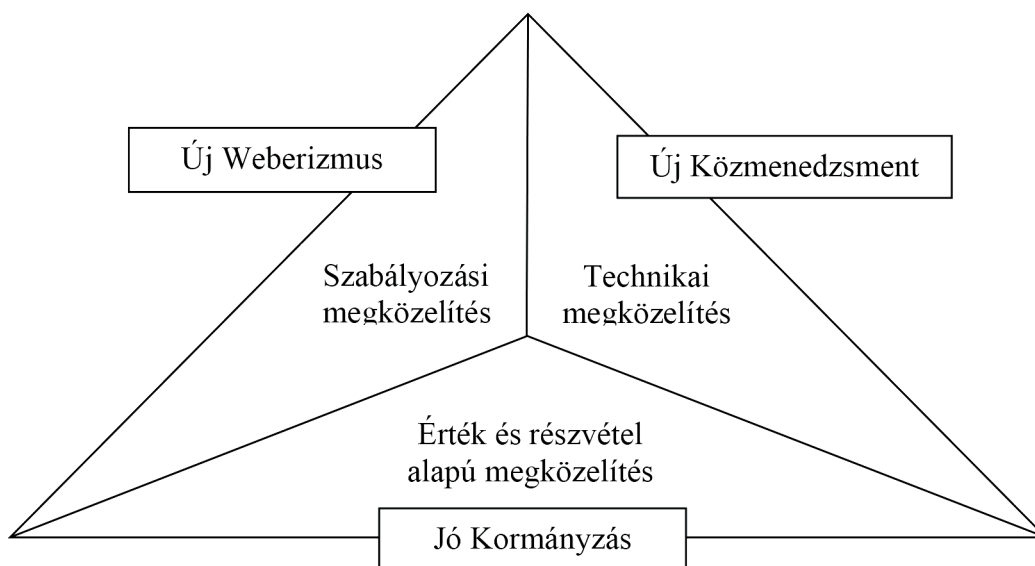 Új Weberizmus
Új Közmenedzsment
Szabályozási
megközelítés
Technikai
megközelítés
Érték és részvétel
alapú megközelítés
Jó Kormányzás